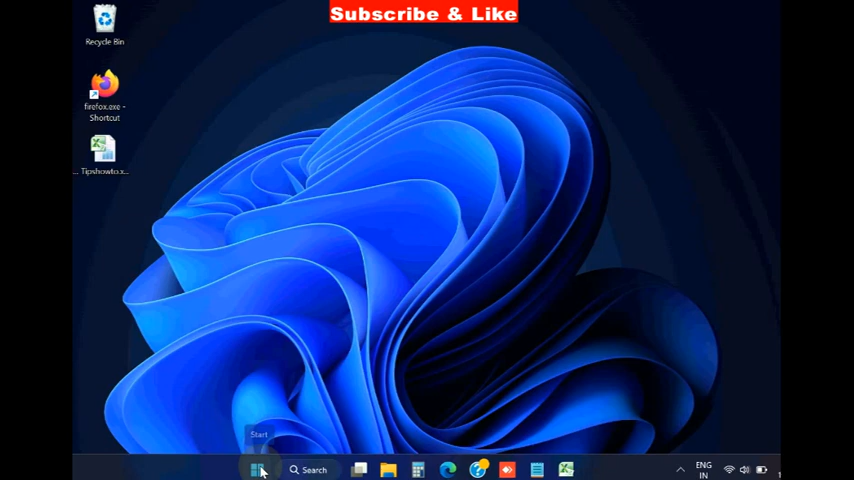 Subscribe & Like
Recycle Bin
firefox.exe -
Shortcut
Tipshowto.x...
Start
Search
ENG
IN